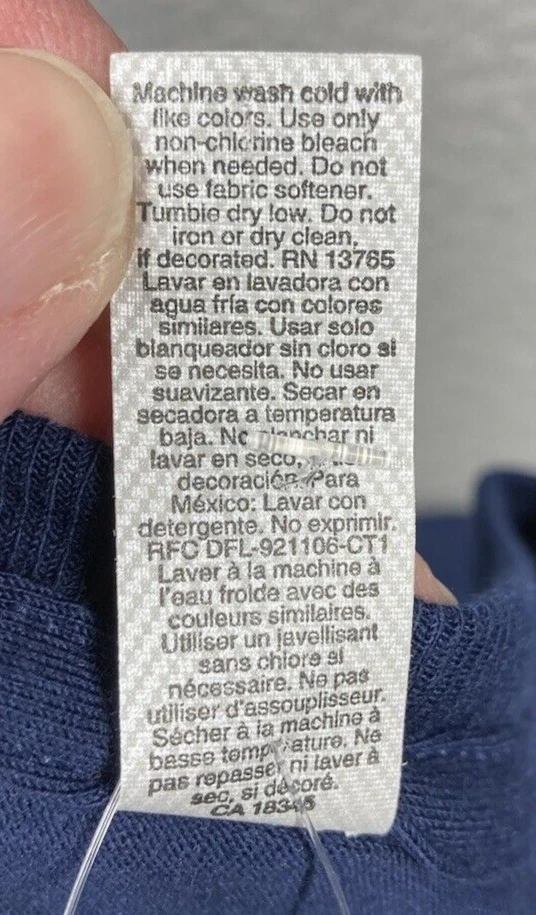 Machine wash cold with
like colors. Use only
non-chlorine bleach
when needed. Do not
use fabric softener.
Tumble dry low. Do not
iron or dry clean,
if decorated. RN 13765
Lavar en lavadora con
agua fría con colores
similares. Usar solo
blanqueador sin cloro si
se necesita. No usar
suavizante. Secar en
secadora a temperatura
baja. No planchar ni
lavar en seco,
decoración. Para
México: Lavar con
detergente. No exprimir.
RFC DFL-921106-CT1
Laver à la machine à
l'eau froide avec des
couleurs similaires.
Utiliser un javellisant
sans chlore si
nécessaire. Ne pas
utiliser d'assouplisseur.
Sécher à la machine à
basse température. Ne
pas repasser ni laver à
sec, si décoré.
CA 18345